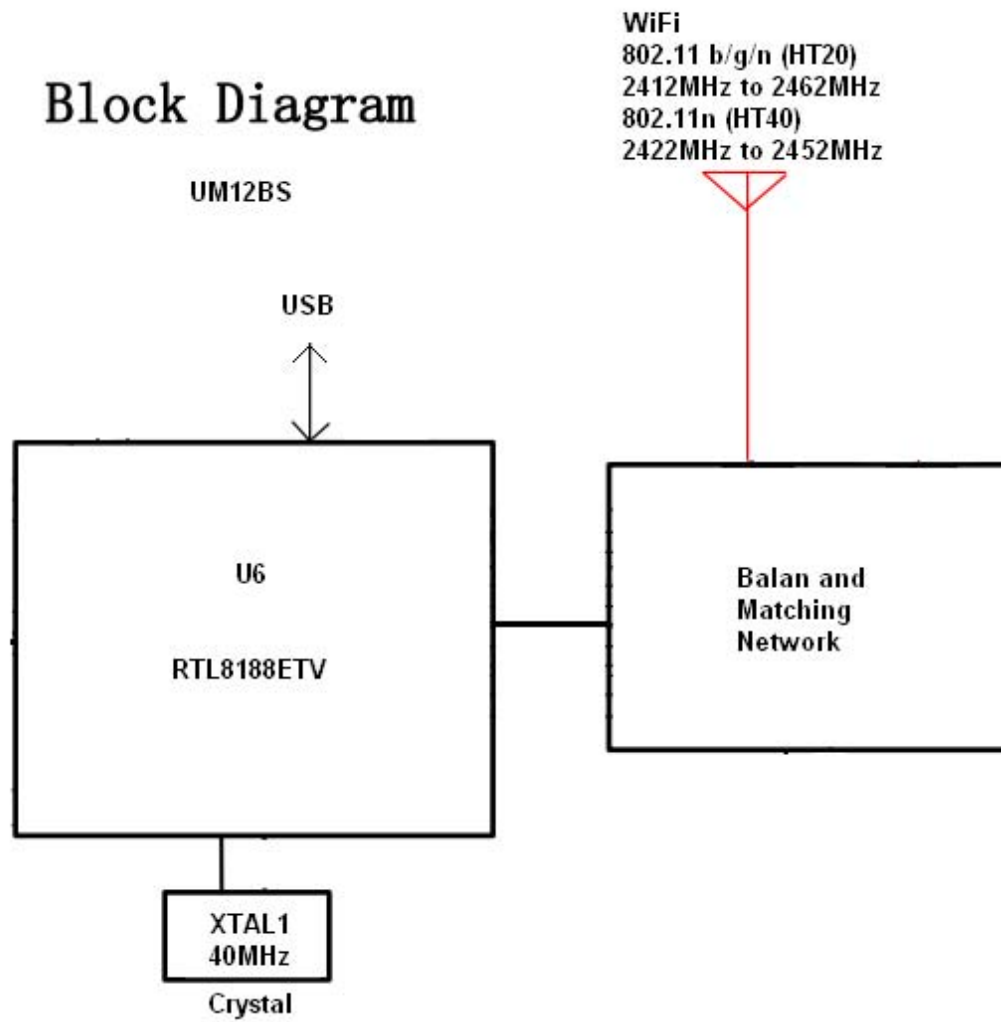 WiFi
802.11 b/g/n (HT20)
2412MHz to 2462MHz
802.11n (HT40)
2422MHz to 2452MHz
Block Diagram
UM12BS
USB
U6
RTL8188ETV
Balan and
Matching
Network
XTAL1
40MHz
Crystal